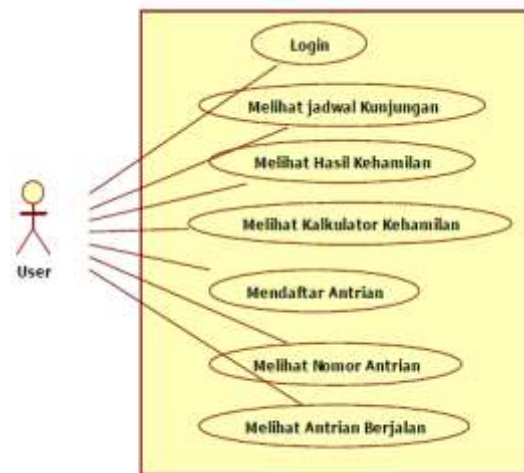 Login
Melihat jadwal Kunjungan
Melihat Hasil Kehamilan
Melihat Kalkulator Kehamilan
User
Mendaftar Antrian
Melihat Nomor Antrian
Melihat Antrian Berjalan